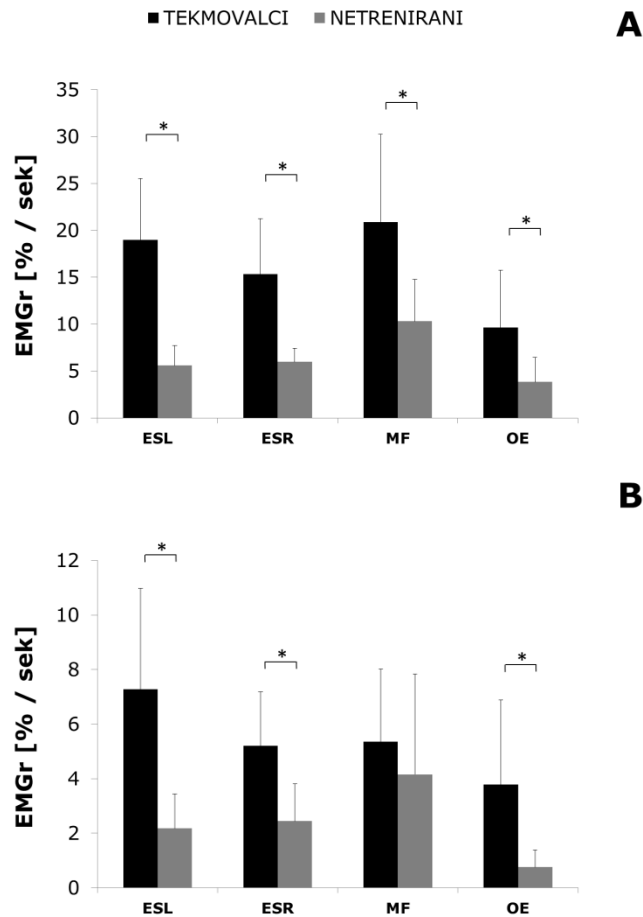 TEKMOVALCI NETRENIRANI
A
EMGr [% / sek]
35
30
25
20
15
10
5
0
* * * *
ESL ESR MF OE
B
EMGr [% / sek]
12
10
8
6
4
2
0
* * *
ESL ESR MF OE